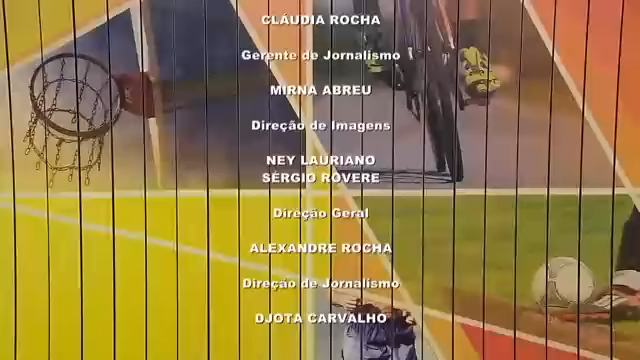 CLÁUDIA ROCHA
Gerente de Jornalismo
MIRNA ABREU
Direção de Imagens
NEY LAURIANO
SÉRGIO ROVERE
Direção Geral
ALEXANDRE ROCHA
Direção de Jornalismo
DJOTA CARVALHO